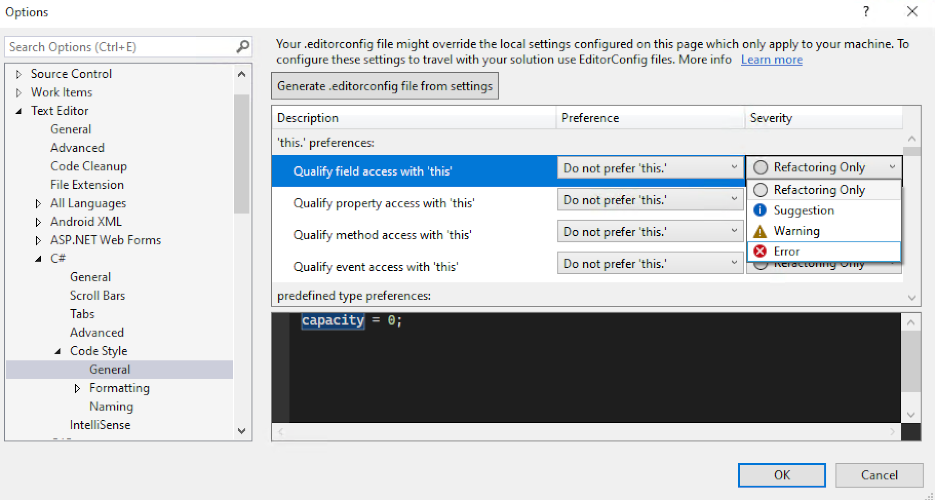 Options
?
Search Options (Ctrl+E)
Source Control
Work Items
Text Editor
General
Advanced
Code Cleanup
File Extension
All Languages
Android XML
ASP.NET Web Forms
C#
General
Scroll Bars
Tabs
Advanced
Code Style
General
Formatting
Naming
IntelliSense
Your .editorconfig file might override the local settings configured on this page which only apply to your machine. To
configure these settings to travel with your solution use EditorConfig files. More info Learn more
Generate .editorconfig file from settings
Description Preference Severity
'this.' preferences:
Qualify field access with 'this' Do not prefer 'this.' Refactoring Only
Refactoring Only
Qualify property access with 'this' Do not prefer 'this.'
Suggestion
Qualify method access with 'this' Do not prefer 'this.'
Warning
Error
Qualify event access with 'this' Do not prefer 'this.' Refactoring Only
predefined type preferences:
capacity = 0;
OK Cancel